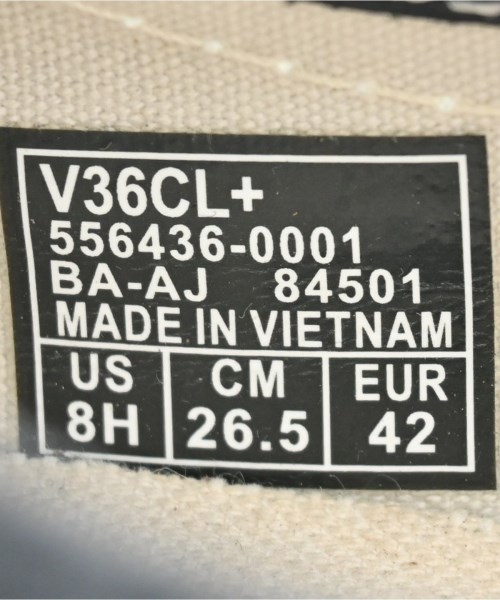 V36CL+
556436-0001
BA-AJ 84501
MADE IN VIETNAM
US CM EUR
8H 26.5 42